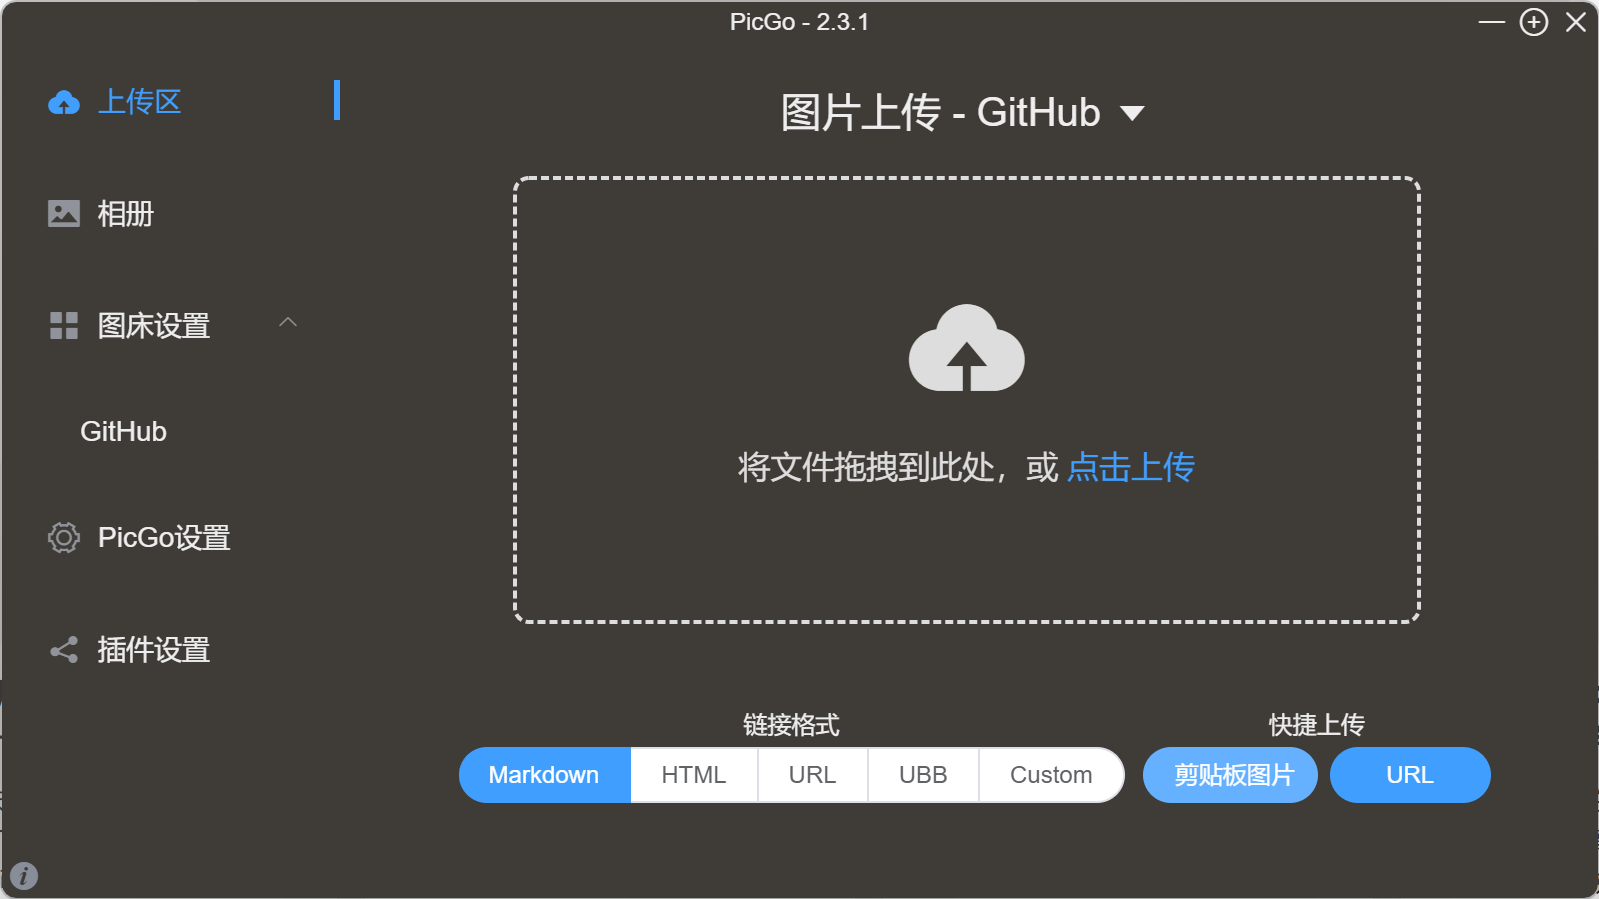 PicGo - 2.3.1
上传区
相册
图床设置
GitHub
PicGo设置
插件设置
图片上传 - GitHub
将文件拖拽到此处，或 点击上传
链接格式
Markdown HTML URL UBB Custom
快捷上传
剪贴板图片 URL